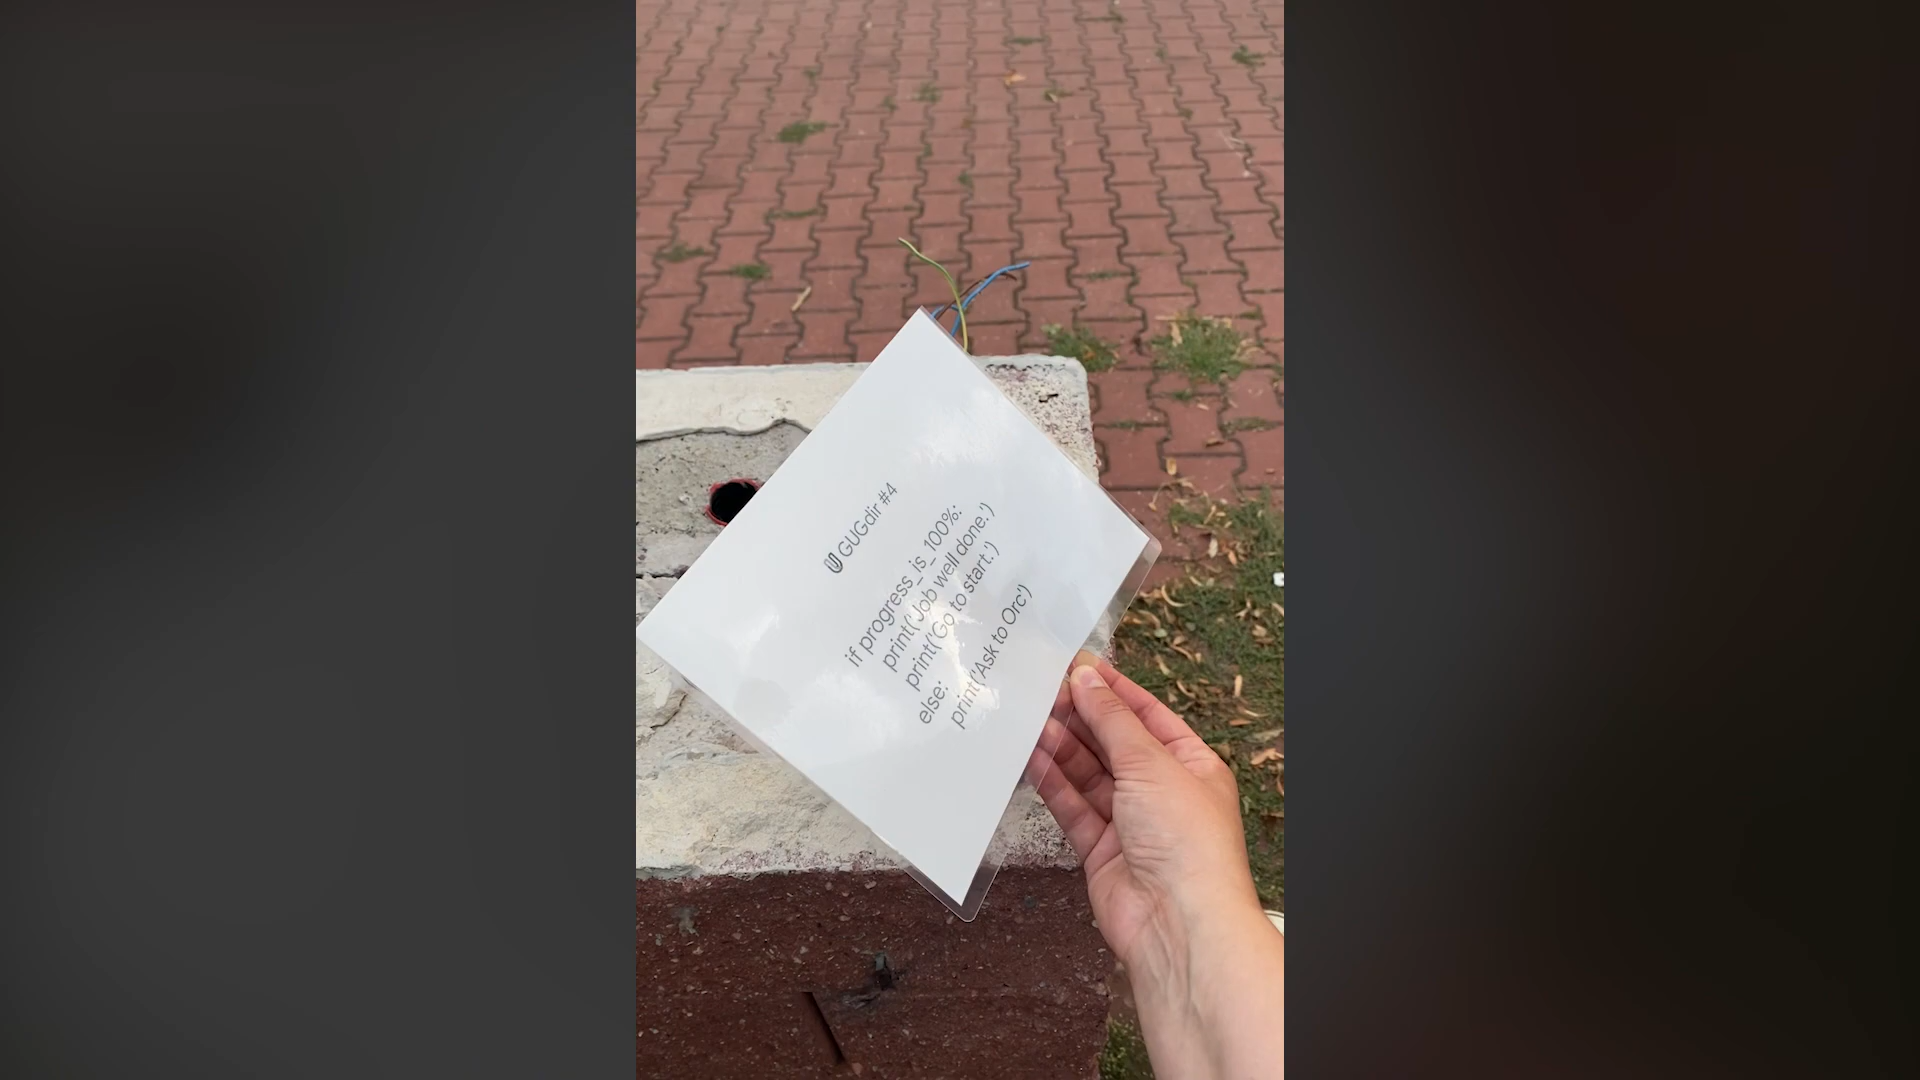 GUGdir #4
if progress_is_100%:
print('Job well done.')
print('Go to start.')
else:
print('Ask to Orc')